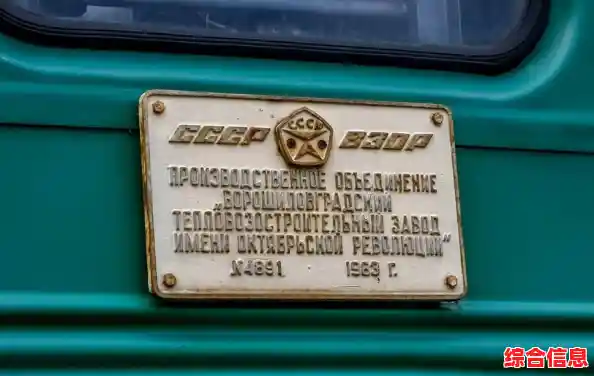 СССР СССР ВЗОР
ПРОИЗВОДСТВЕННОЕ ОБЪЕДИНЕНИЕ
"ВОРОШИЛОВГРАДСКИЙ
ТЕПЛОВОЗОСТРОИТЕЛЬНЫЙ ЗАВОД
ИМЕНИ ОКТЯБРЬСКОЙ РЕВОЛЮЦИИ"
№4891 1983 г.
综合信息